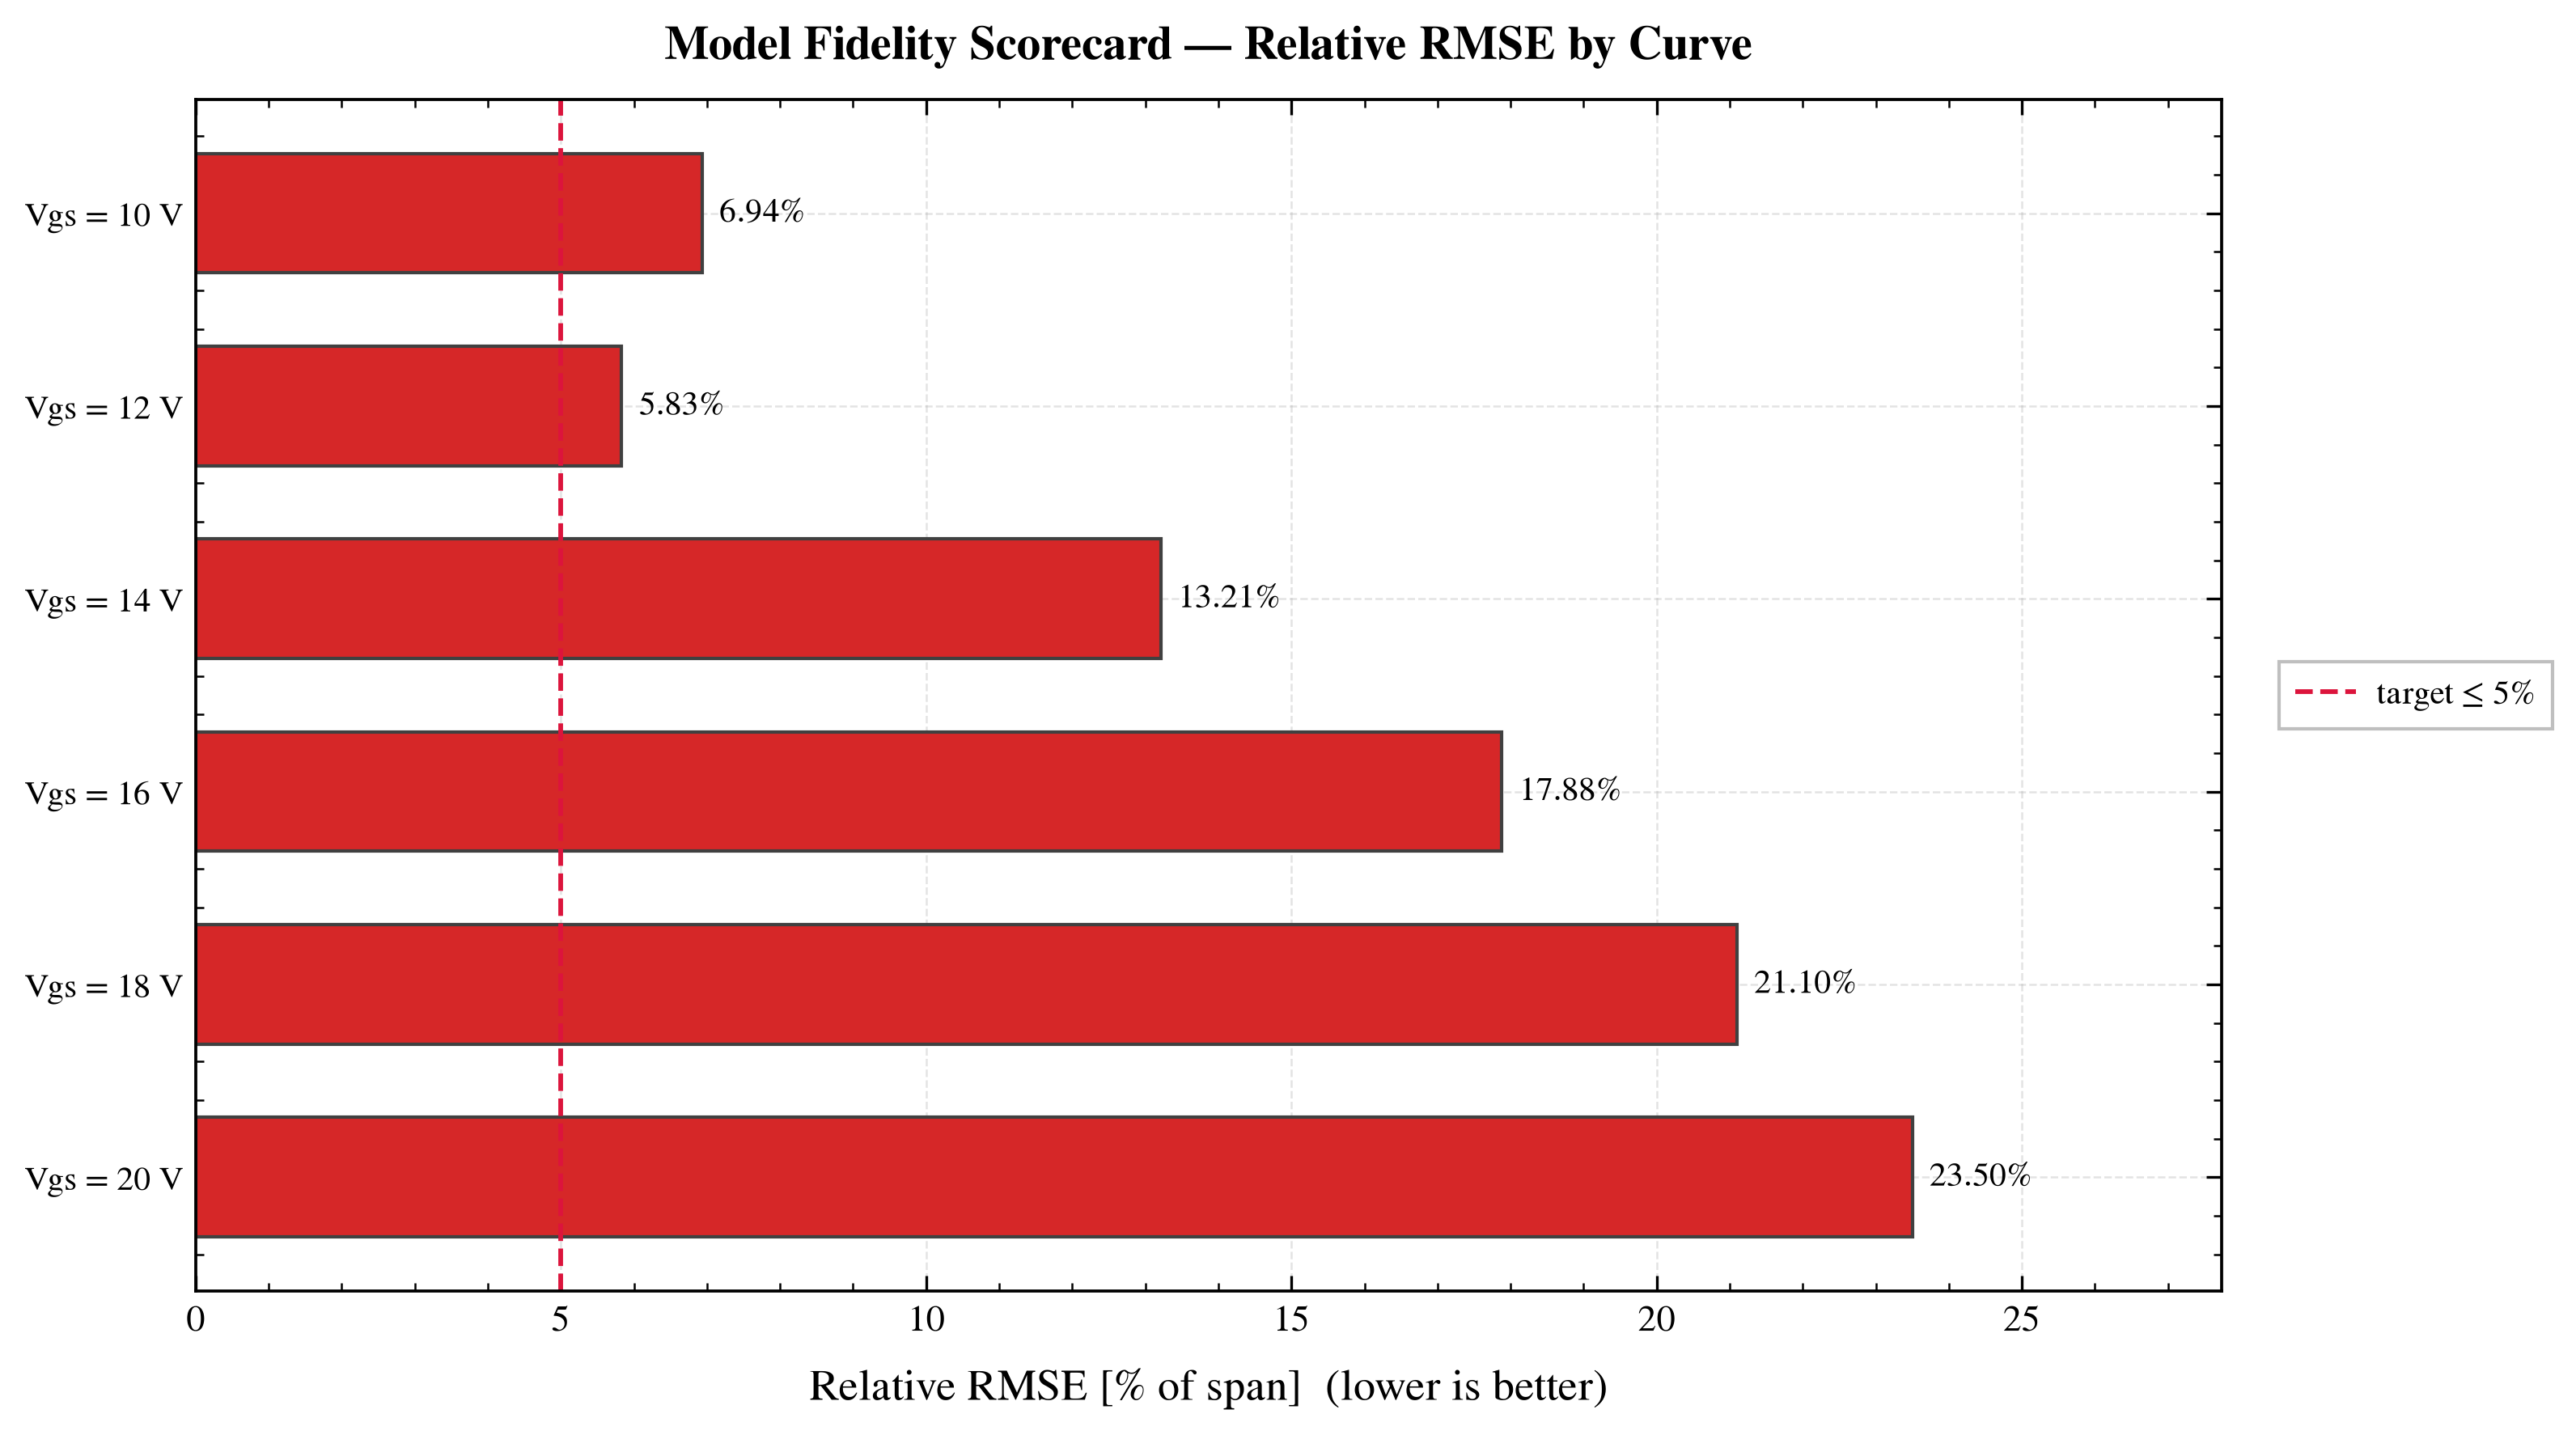 Model Fidelity Scorecard — Relative RMSE by Curve
Vgs = 10 V
6.94%
Vgs = 12 V
5.83%
Vgs = 14 V
13.21%
target ≤ 5%
Vgs = 16 V
17.88%
Vgs = 18 V
21.10%
Vgs = 20 V
23.50%
0 5 10 15 20 25
Relative RMSE [% of span] (lower is better)